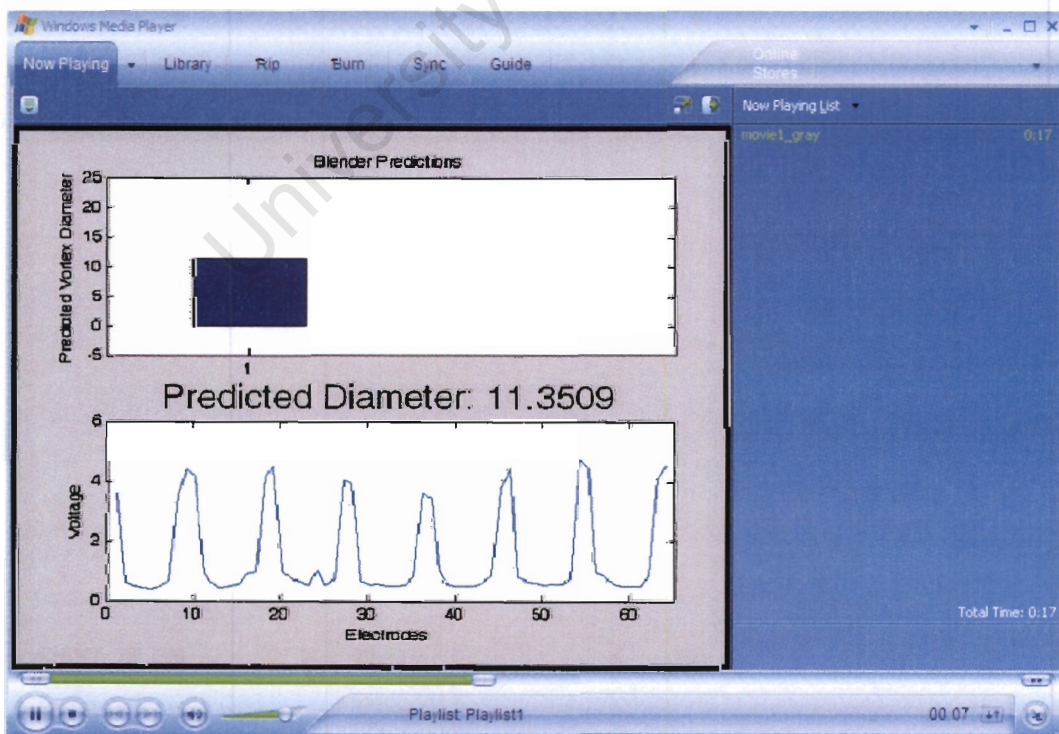 Windows Media Player
Now Playing Library Rip Burn Sync Guide
Online
Stores
Now Playing List
movie1_gray 0:17
Blender Predictions
Predicted Vortex Diameter
25
20
15
10
5
0
-5
1
Predicted Diameter: 11.3509
Voltage
6
4
2
0
0 10 20 30 40 50 60
Electrodes
Total Time: 0:17
Playlist: Playlist1
00:07
University